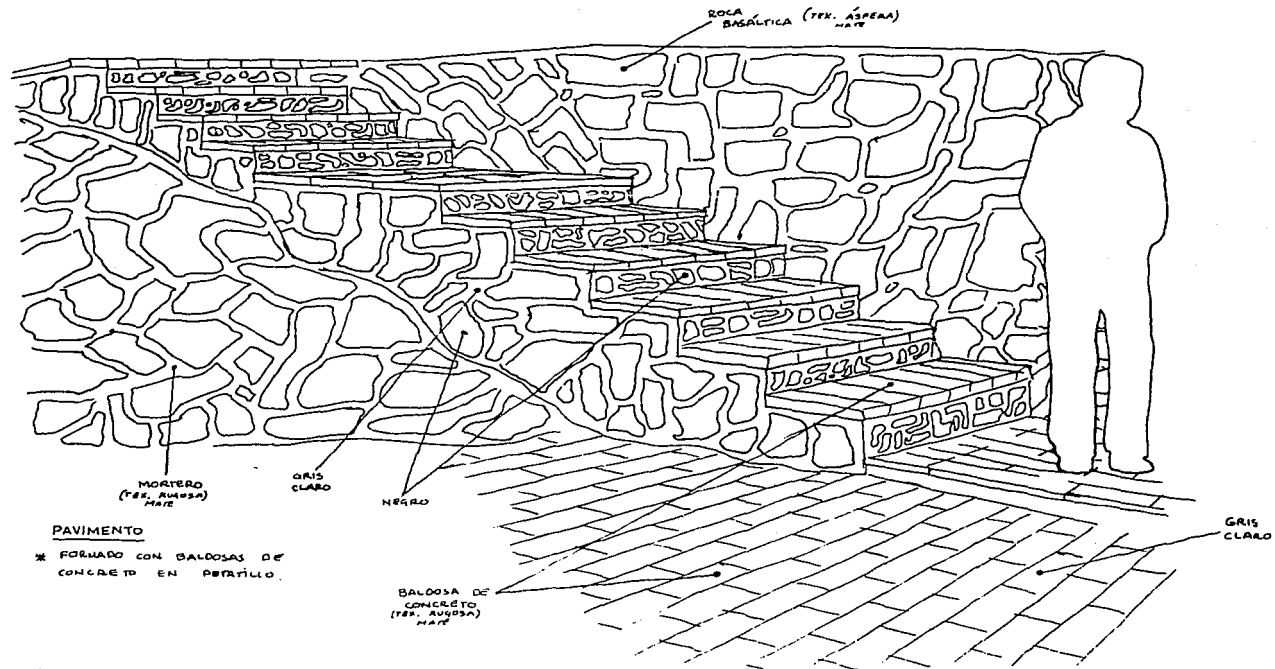 ROCA
BASÁLTICA (TEX. ÁSPERA)
MATE
MORTERO
(TEX. RUGOSA)
MATE
GRIS
CLARO
NEGRO
PAVIMENTO
* FORMADO CON BALDOSAS DE
CONCRETO EN PETATILLO.
BALDOSA DE
CONCRETO
(TEX. RUGOSA)
MATE
GRIS
CLARO